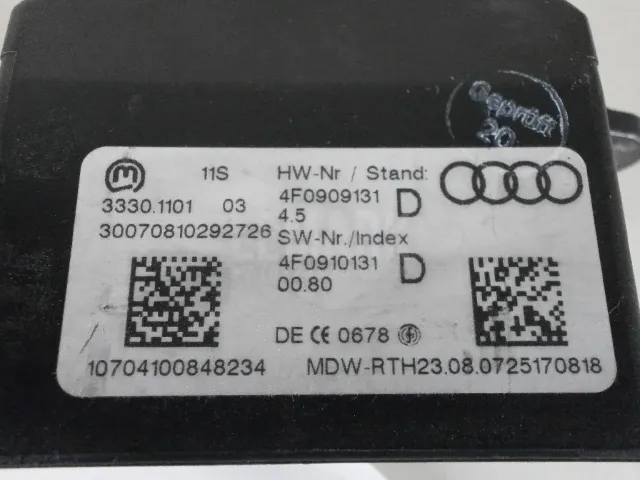 Geprüft
20
11S
HW-Nr / Stand:
3330.1101 03
4F0909131 D
4.5
30070810292726
SW-Nr./Index
4F0910131 D
00.80
DE CE 0678
10704100848234
MDW-RTH23.08.0725170818